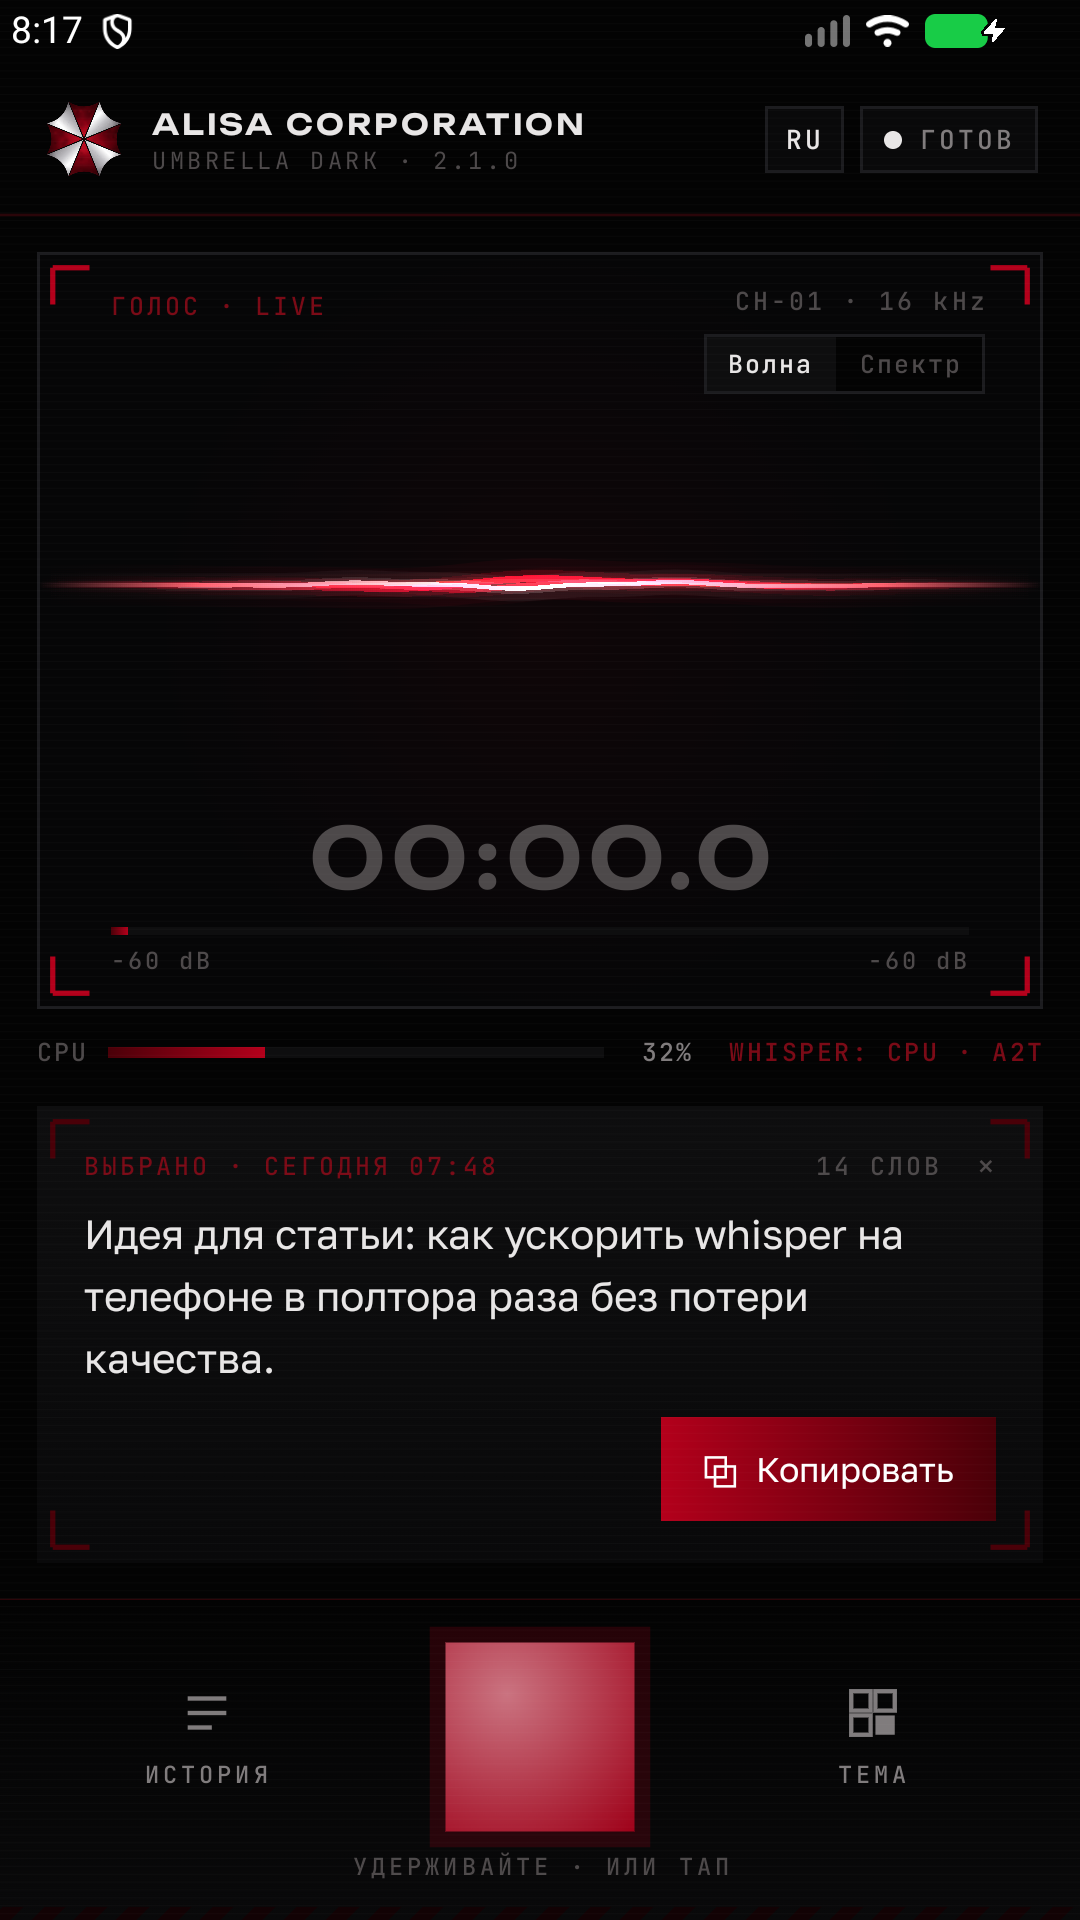 8:17
ALISA CORPORATION
UMBRELLA DARK · 2.1.0
RU
ГОТОВ
ГОЛОС · LIVE
CH-01 · 16 kHz
Волна
Спектр
00:00.0
-60 dB
-60 dB
CPU
32%
WHISPER: CPU · A2T
ВЫБРАНО · СЕГОДНЯ 07:48
14 СЛОВ ×
Идея для статьи: как ускорить whisper на
телефоне в полтора раза без потери
качества.
Копировать
ИСТОРИЯ
ТЕМА
УДЕРЖИВАЙТЕ · ИЛИ ТАП